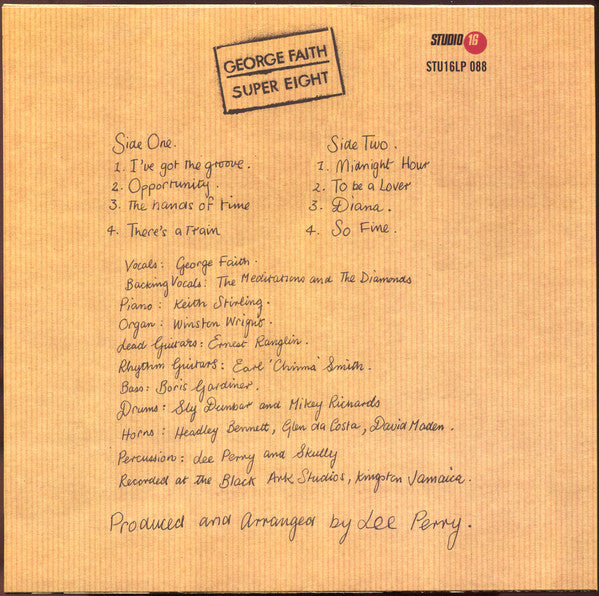 GEORGE FAITH
SUPER EIGHT
STUDIO 16
STU16LP 088
Side One.
1. I've got the groove.
2. Opportunity.
3. The hands of time
4. There's a Train
Side Two.
1. Midnight Hour
2. To be a Lover
3. Diana.
4. So Fine.
Vocals: George Faith.
Backing Vocals: The Meditations and The Diamonds
Piano: Keith Stirling.
Organ: Winston Wright.
Lead Guitars: Ernest Ranglin.
Rhythm Guitars: Earl 'Chinna' Smith.
Bass: Boris Gardiner.
Drums: Sly Dunbar and Mikey Richards
Horns: Headley Bennett, Glen da Costa, David Maden.
Percussion: Lee Perry and Skully
Recorded at the Black Ark Studios, Kingston Jamaica.
Produced and Arranged by Lee Perry.